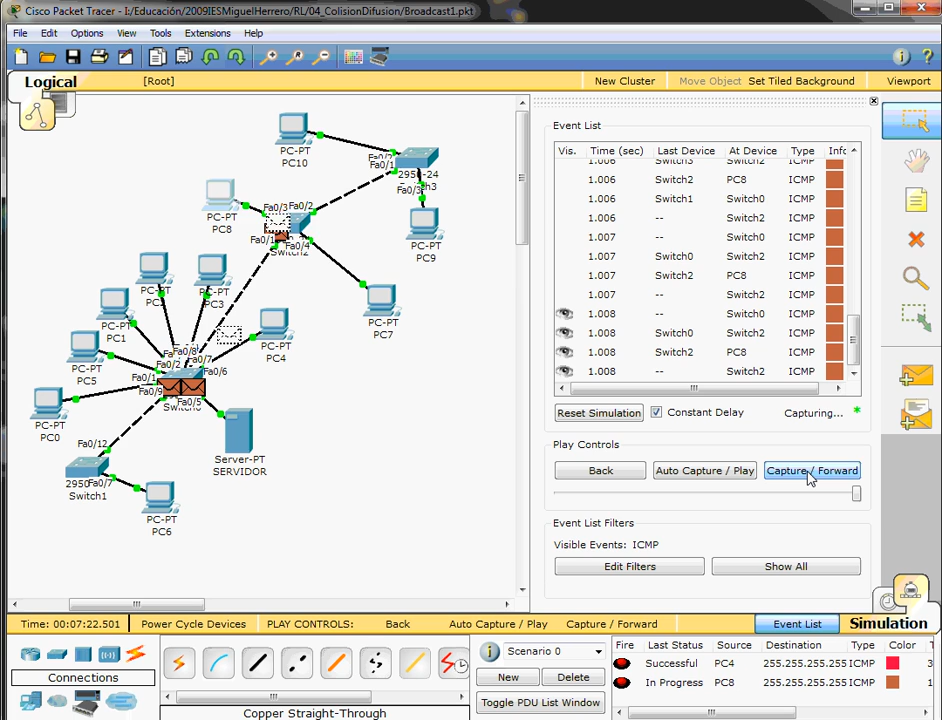 Cisco Packet Tracer - I:/Educación/2009IESMiguelHerrero/RL/04_ColisionDifusion/Broadcast1.pkt
File Edit Options View Tools Extensions Help
Logical [Root] New Cluster Move Object Set Tiled Background Viewport
PC-PT
PC10
Fa0/1
Fa0/3
2950-24
PC-PT
PC9
PC-PT
PC8
Fa0/3
Fa0/2
Fa0/1
Fa0/4
Switch2
PC-PT
PC7
PC-PT
PC-PT
PC3
PC-PT
PC1
PC-PT
PC4
PC-PT
PC5
Fa0/8
Fa0/7
Fa0/2
Fa0/6
Fa0/1
Fa0/9
Fa0/5
PC-PT
PC0
Server-PT
SERVIDOR
Fa0/12
2950
Fa0/7
Switch1
PC-PT
PC6
Event List
Vis. Time (sec) Last Device At Device Type Info
1.006 Switch3 PC10 ICMP
1.006 Switch2 PC8 ICMP
1.006 Switch1 Switch0 ICMP
1.006 -- Switch2 ICMP
1.007 -- Switch0 ICMP
1.007 Switch0 Switch2 ICMP
1.007 Switch2 PC8 ICMP
1.007 -- Switch2 ICMP
1.008 -- Switch0 ICMP
1.008 Switch0 Switch2 ICMP
1.008 Switch2 PC8 ICMP
1.008 -- Switch2 ICMP
Reset Simulation Constant Delay Capturing... *
Play Controls
Back Auto Capture / Play Capture / Forward
Event List Filters
Visible Events: ICMP
Edit Filters Show All
Time: 00:07:22.501 Power Cycle Devices PLAY CONTROLS: Back Auto Capture / Play Capture / Forward Event List Simulation
Connections
Copper Straight-Through
Scenario 0
New Delete
Toggle PDU List Window
Fire Last Status Source Destination Type Color T
Successful PC4 255.255.255.255 ICMP 3
In Progress PC8 255.255.255.255 ICMP 1